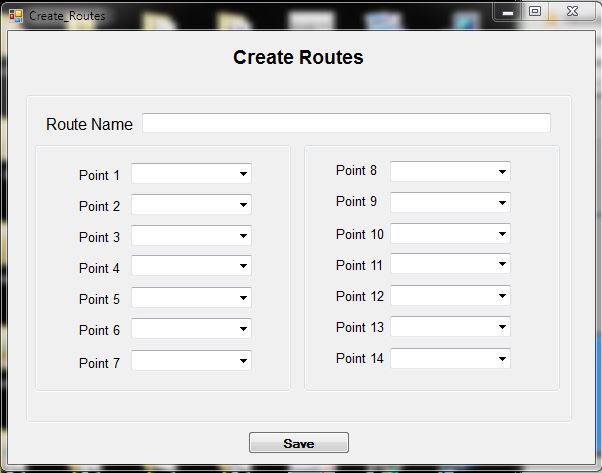 Create_Routes
Create Routes
Route Name
Point 1
Point 2
Point 3
Point 4
Point 5
Point 6
Point 7
Point 8
Point 9
Point 10
Point 11
Point 12
Point 13
Point 14
Save